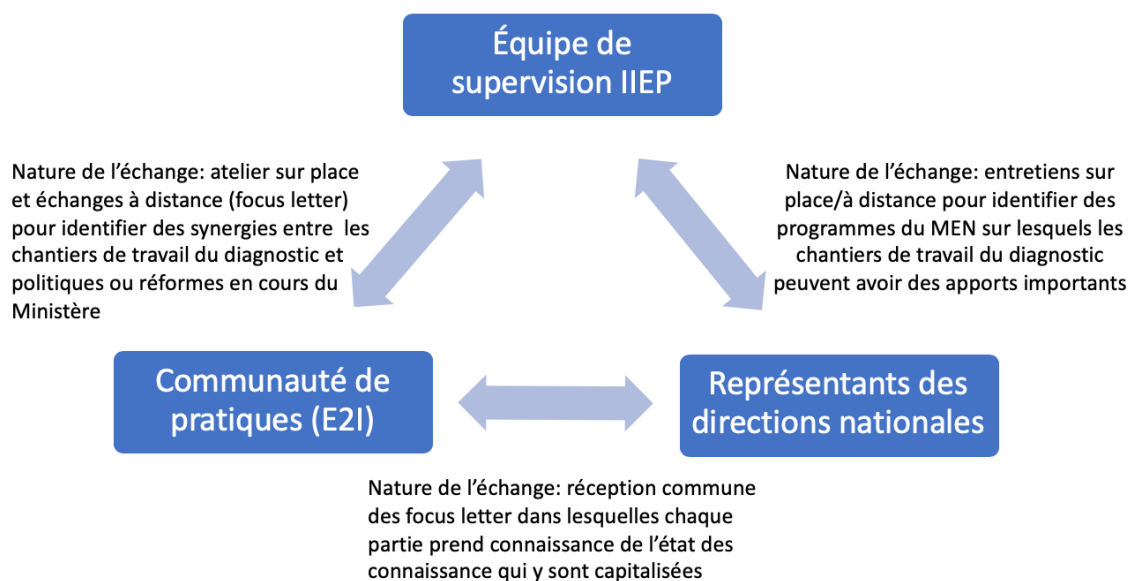 Équipe de
supervision IIEP
Nature de l'échange: atelier sur place
et échanges à distance (focus letter)
pour identifier des synergies entre les
chantiers de travail du diagnostic et
politiques ou réformes en cours du
Ministère
Nature de l'échange: entretiens sur
place/à distance pour identifier des
programmes du MEN sur lesquels les
chantiers de travail du diagnostic
peuvent avoir des apports importants
Communauté de
pratiques (E2I)
Représentants des
directions nationales
Nature de l'échange: réception commune
des focus letter dans lesquelles chaque
partie prend connaissance de l'état des
connaissance qui y sont capitalisées